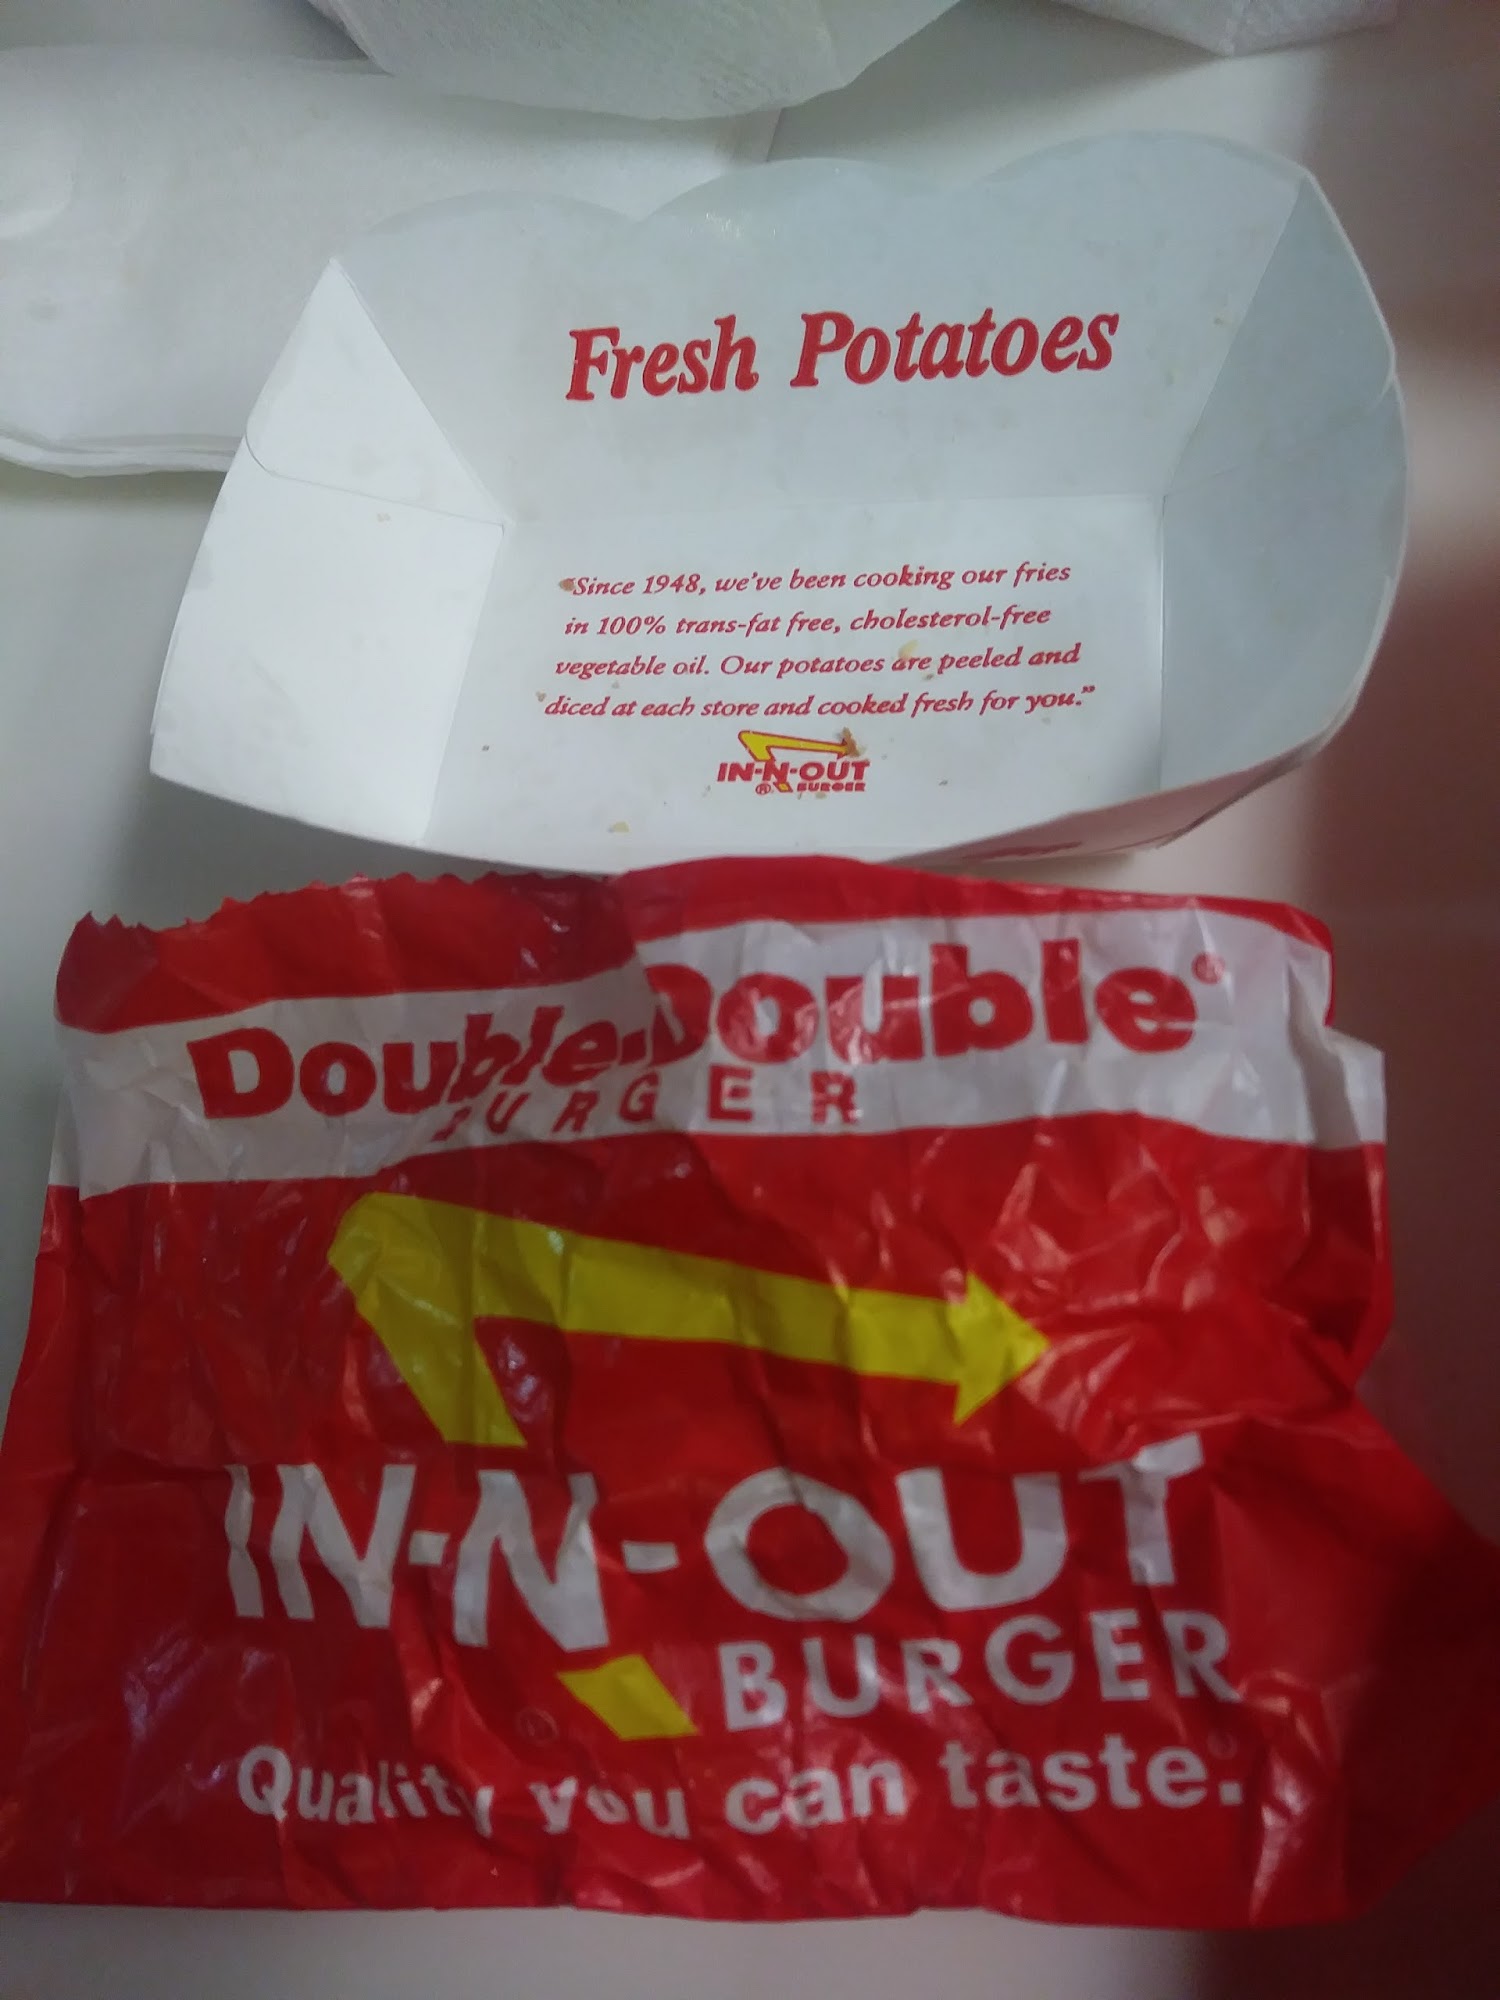 Fresh Potatoes
"Since 1948, we've been cooking our fries
in 100% trans-fat free, cholesterol-free
vegetable oil. Our potatoes are peeled and
diced at each store and cooked fresh for you."
IN-N-OUT
® BURGER
Double-Double®
BURGER
IN-N-OUT
® BURGER
Quality you can taste.®